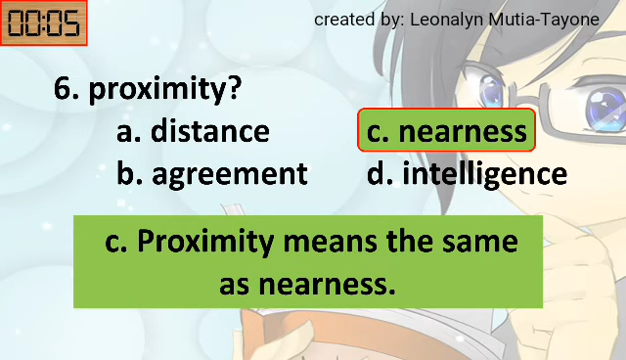 00:05
created by: Leonalyn Mutia-Tayone
6. proximity?
a. distance
c. nearness
b. agreement
d. intelligence
c. Proximity means the same
as nearness.